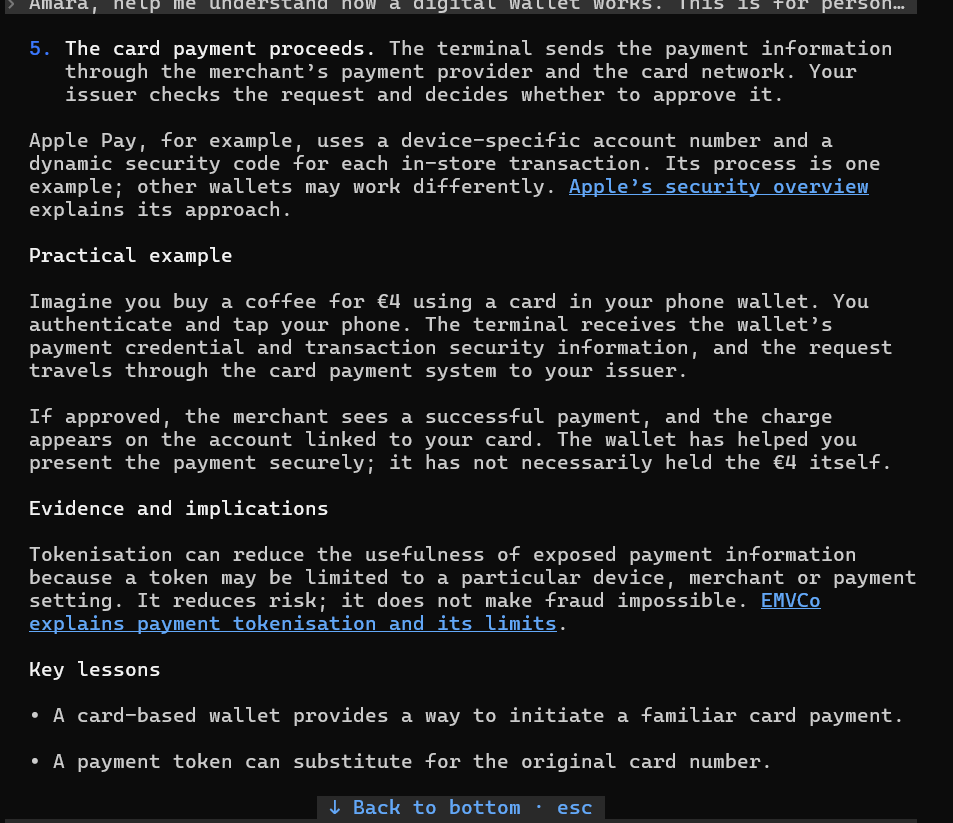 › Amara, help me understand how a digital wallet works. This is for person…
5. The card payment proceeds. The terminal sends the payment information
through the merchant’s payment provider and the card network. Your
issuer checks the request and decides whether to approve it.
Apple Pay, for example, uses a device-specific account number and a
dynamic security code for each in-store transaction. Its process is one
example; other wallets may work differently. Apple’s security overview
explains its approach.
Practical example
Imagine you buy a coffee for €4 using a card in your phone wallet. You
authenticate and tap your phone. The terminal receives the wallet’s
payment credential and transaction security information, and the request
travels through the card payment system to your issuer.
If approved, the merchant sees a successful payment, and the charge
appears on the account linked to your card. The wallet has helped you
present the payment securely; it has not necessarily held the €4 itself.
Evidence and implications
Tokenisation can reduce the usefulness of exposed payment information
because a token may be limited to a particular device, merchant or payment
setting. It reduces risk; it does not make fraud impossible. EMVCo
explains payment tokenisation and its limits.
Key lessons
• A card-based wallet provides a way to initiate a familiar card payment.
• A payment token can substitute for the original card number.
↓ Back to bottom · esc